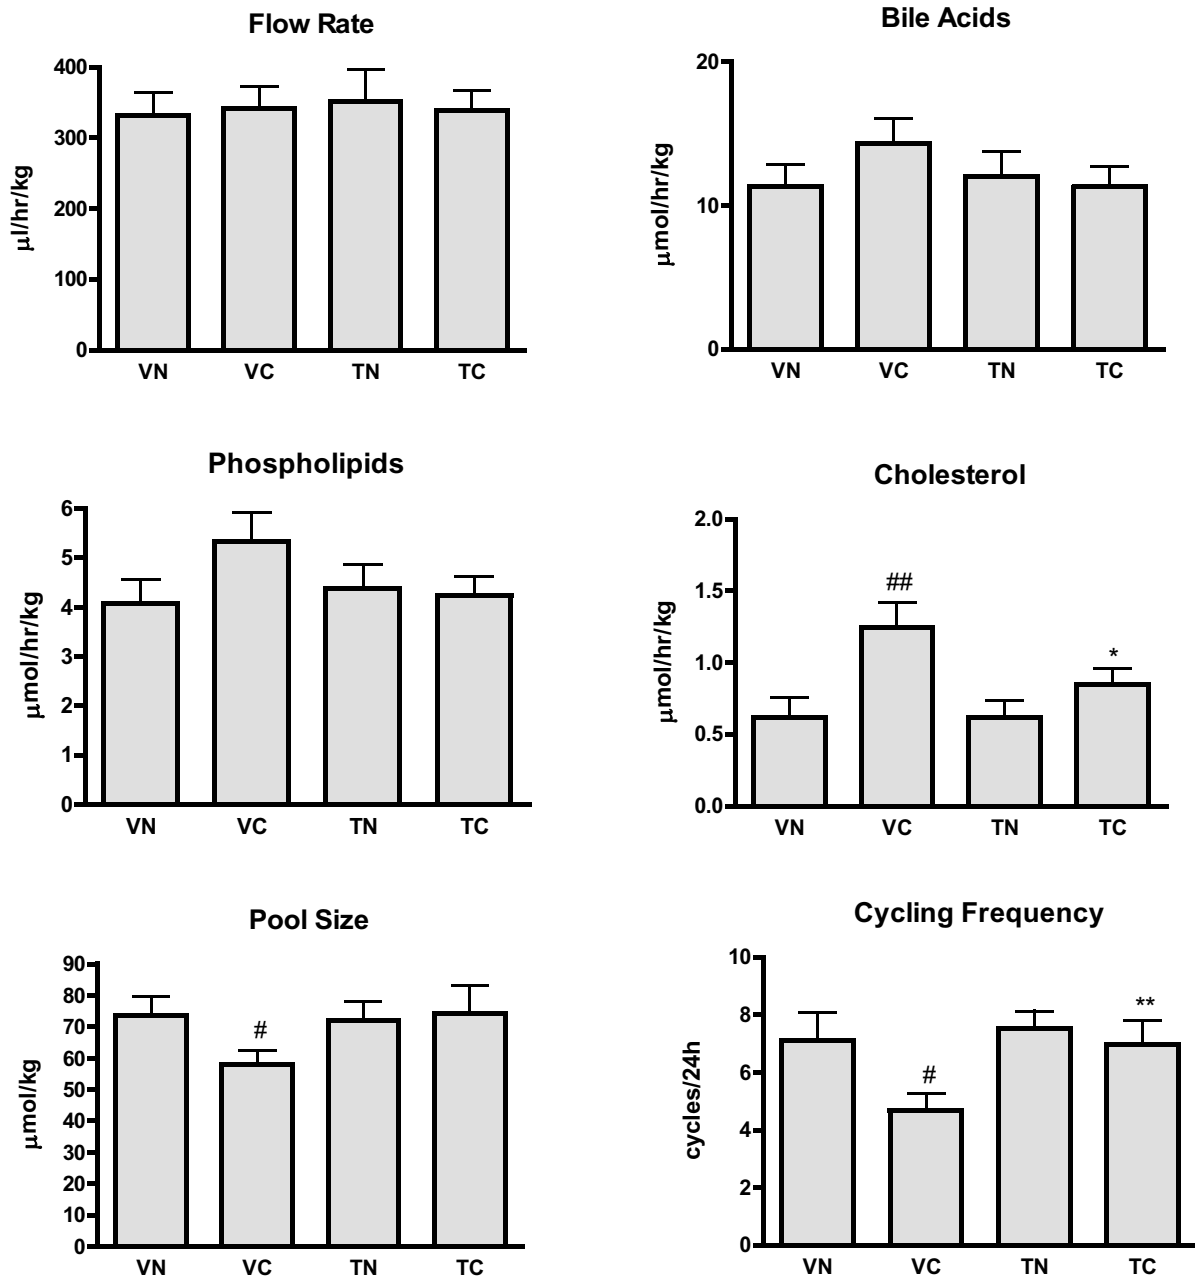 Flow Rate
400
300
200
100
0
μl/hr/kg
VN VC TN TC
Bile Acids
20
10
0
μmol/hr/kg
VN VC TN TC
Phospholipids
6
5
4
3
2
1
0
μmol/hr/kg
VN VC TN TC
Cholesterol
2.0
1.5
1.0
0.5
0.0
μmol/hr/kg
##
*
VN VC TN TC
Pool Size
90
80
70
60
50
40
30
20
10
0
μmol/kg
#
VN VC TN TC
Cycling Frequency
10
8
6
4
2
0
cycles/24h
#
**
VN VC TN TC